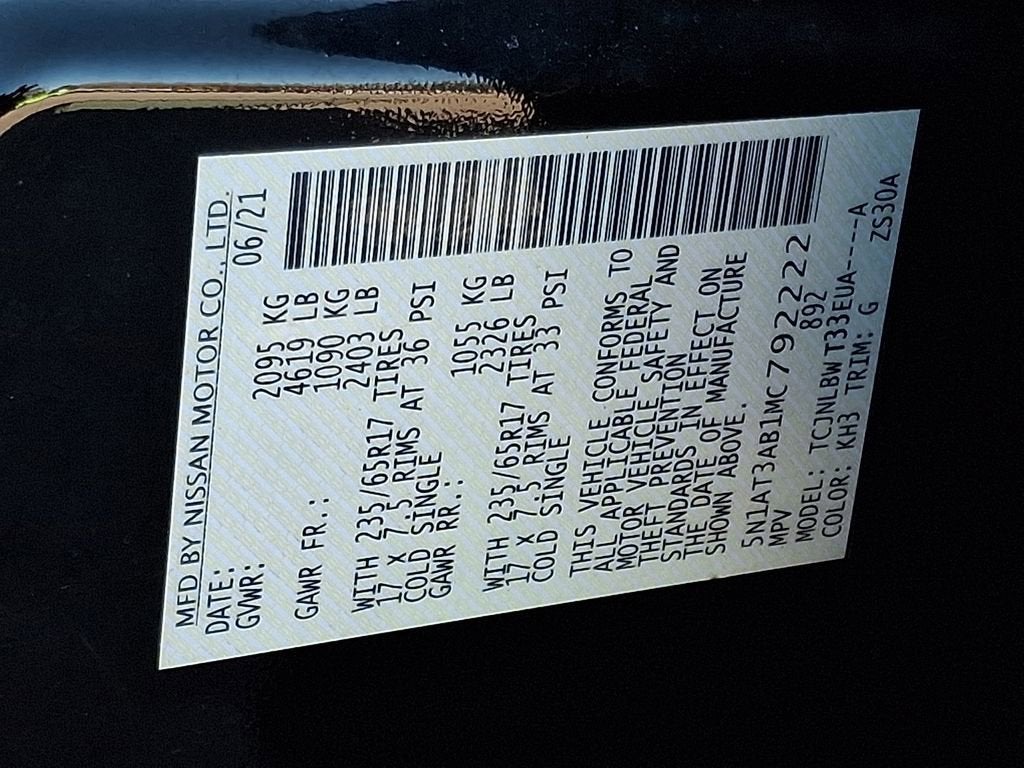 MFD BY NISSAN MOTOR CO., LTD.
DATE: 06/21
GVWR: 2095 KG
4619 LB
GAWR FR.: 1090 KG
2403 LB
WITH 235/65R17 TIRES
17 X 7.5 RIMS AT 36 PSI
COLD SINGLE
GAWR RR.: 1055 KG
2326 LB
WITH 235/65R17 TIRES
17 X 7.5 RIMS AT 33 PSI
COLD SINGLE
THIS VEHICLE CONFORMS TO
ALL APPLICABLE FEDERAL
MOTOR VEHICLE SAFETY AND
THEFT PREVENTION
STANDARDS IN EFFECT ON
THE DATE OF MANUFACTURE
SHOWN ABOVE.
5N1AT3AB1MC792222
MPV 892
MODEL: TCJNLBWT33EUA-----A
COLOR: KH3 TRIM: G ZS30A